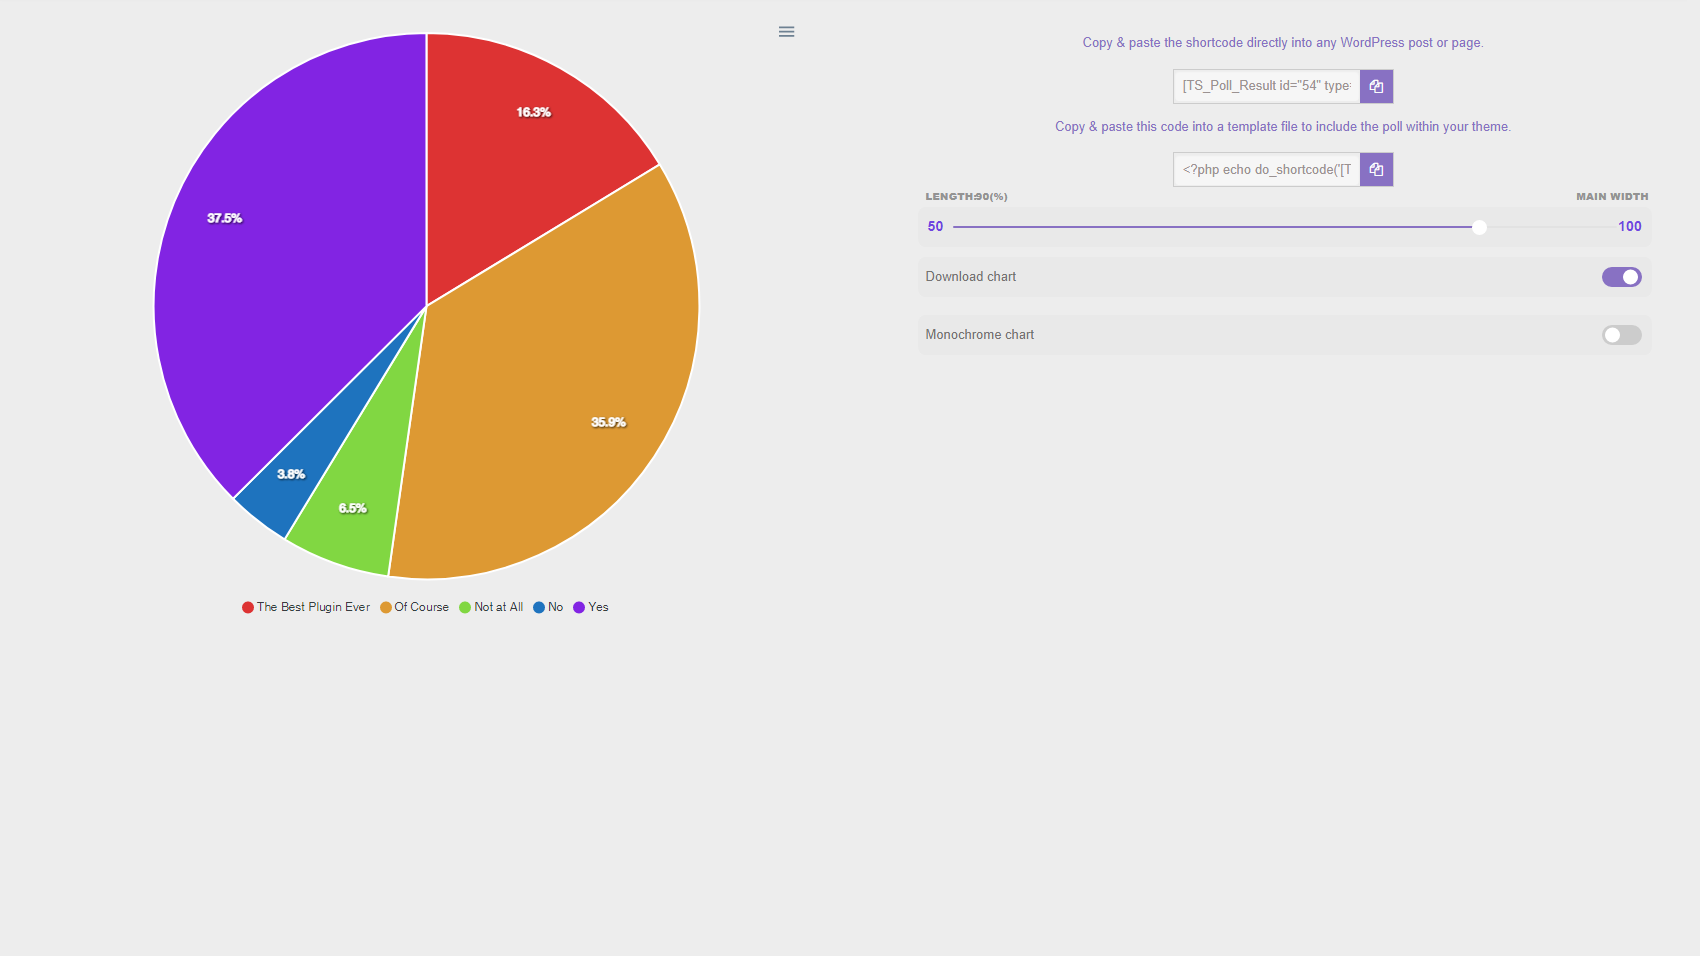 16.3%
37.5%
35.9%
3.8%
6.5%
The Best Plugin Ever Of Course Not at All No Yes
Copy & paste the shortcode directly into any WordPress post or page.
[TS_Poll_Result id="54" type=
Copy & paste this code into a template file to include the poll within your theme.
<?php echo do_shortcode('[T
LENGTH:90(%) MAIN WIDTH
50 100
Download chart
Monochrome chart